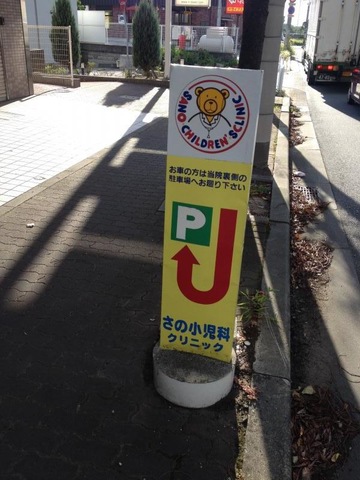 SANO CHILDREN'S CLINIC
お車の方は当院裏側の
駐車場へお廻り下さい
P
さの小児科
クリニック